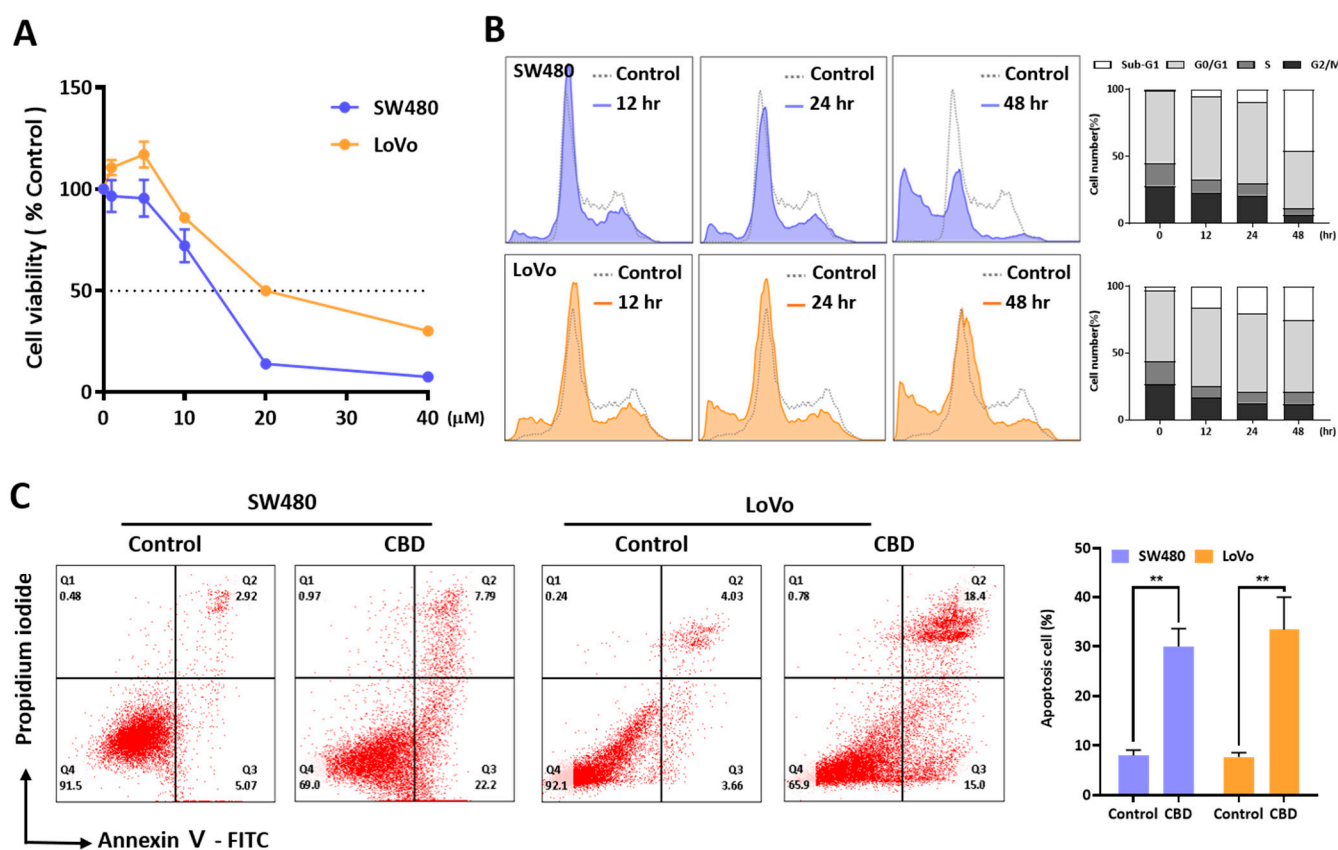 A
Cell viability ( % Control )
150
100
50
0
0
10
20
30
40
(μM)
SW480
LoVo
B
SW480
Control
12 hr
Control
24 hr
Control
48 hr
LoVo
Control
12 hr
Control
24 hr
Control
48 hr
Sub-G1 G0/G1 S G2/M
Cell number(%)
100
50
0
0 12 24 48 (hr)
Cell number(%)
100
50
0
0 12 24 48 (hr)
C
SW480
LoVo
Control
CBD
Control
CBD
Propidium iodide
Annexin V - FITC
Q1
0.48
Q2
2.92
Q4
91.5
Q3
5.07
Q1
0.97
Q2
7.79
Q4
69.0
Q3
22.2
Q1
0.24
Q2
4.03
Q4
92.1
Q3
3.66
Q1
0.78
Q2
18.4
Q4
65.9
Q3
15.0
Apoptosis cell (%)
50
40
30
20
10
0
SW480 LoVo
**
**
Control CBD Control CBD